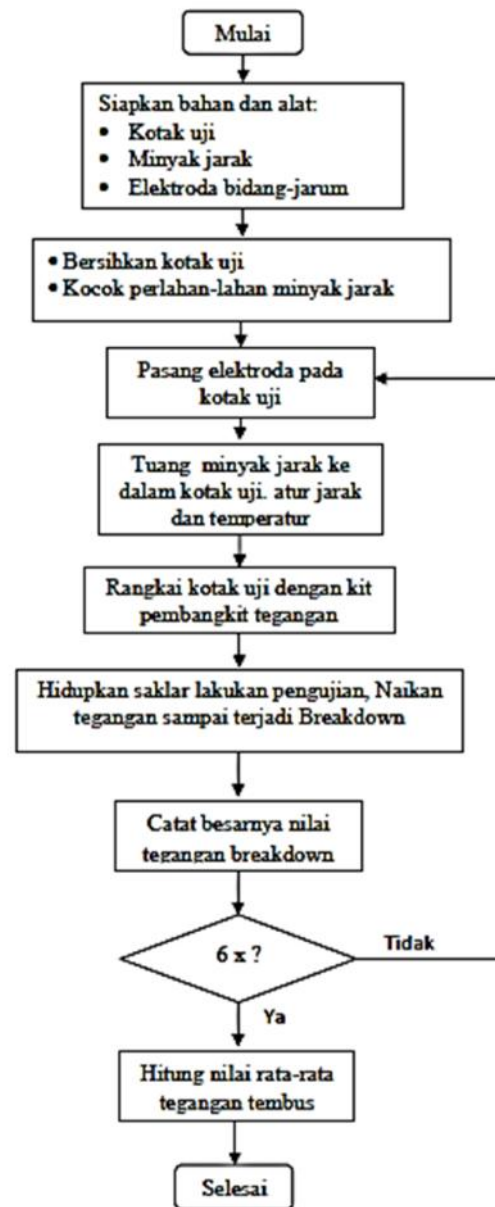 Mulai
Siapkan bahan dan alat:
• Kotak uji
• Minyak jarak
• Elektroda bidang-jarum
• Bersihkan kotak uji
• Kocok perlahan-lahan minyak jarak
Pasang elektroda pada
kotak uji
Tuang minyak jarak ke
dalam kotak uji. atur jarak
dan temperatur
Rangkai kotak uji dengan kit
pembangkit tegangan
Hidupkan saklar lakukan pengujian, Naikan
tegangan sampai terjadi Breakdown
Catat besarnya nilai
tegangan breakdown
6 x ?
Tidak
Ya
Hitung nilai rata-rata
tegangan tembus
Selesai